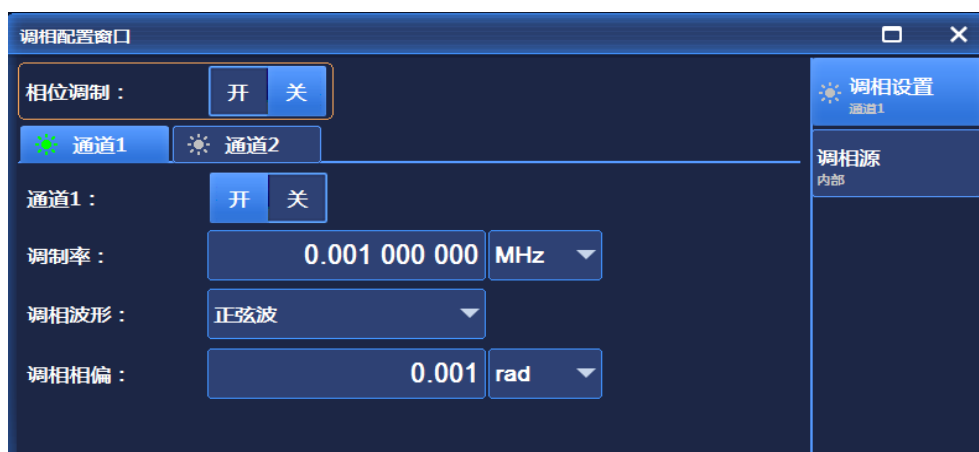 调相配置窗口
相位调制： 开 关
通道1 通道2
通道1： 开 关
调制率： 0.001 000 000 MHz
调相波形： 正弦波
调相相偏： 0.001 rad
调相设置
通道1
调相源
内部